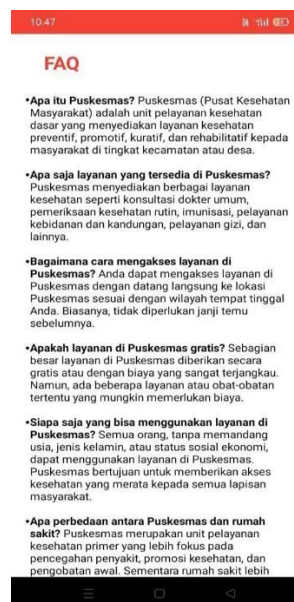 10.47
FAQ
•Apa itu Puskesmas? Puskesmas (Pusat Kesehatan
Masyarakat) adalah unit pelayanan kesehatan
dasar yang menyediakan layanan kesehatan
preventif, promotif, kuratif, dan rehabilitatif kepada
masyarakat di tingkat kecamatan atau desa.
•Apa saja layanan yang tersedia di Puskesmas?
Puskesmas menyediakan berbagai layanan
kesehatan seperti konsultasi dokter umum,
pemeriksaan kesehatan rutin, imunisasi, pelayanan
kebidanan dan kandungan, pelayanan gizi, dan
lainnya.
•Bagaimana cara mengakses layanan di
Puskesmas? Anda dapat mengakses layanan di
Puskesmas dengan datang langsung ke lokasi
Puskesmas sesuai dengan wilayah tempat tinggal
Anda. Biasanya, tidak diperlukan janji temu
sebelumnya.
•Apakah layanan di Puskesmas gratis? Sebagian
besar layanan di Puskesmas diberikan secara
gratis atau dengan biaya yang sangat terjangkau.
Namun, ada beberapa layanan atau obat-obatan
tertentu yang mungkin memerlukan biaya.
•Siapa saja yang bisa menggunakan layanan di
Puskesmas? Semua orang, tanpa memandang
usia, jenis kelamin, atau status sosial ekonomi,
dapat menggunakan layanan di Puskesmas.
Puskesmas bertujuan untuk memberikan akses
kesehatan yang merata kepada semua lapisan
masyarakat.
•Apa perbedaan antara Puskesmas dan rumah
sakit? Puskesmas merupakan unit pelayanan
kesehatan primer yang lebih fokus pada
pencegahan penyakit, promosi kesehatan, dan
pengobatan awal. Sementara rumah sakit lebih